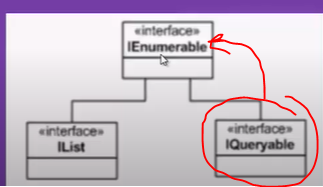 «interface»
IEnumerable
«interface»
IList
«interface»
IQueryable